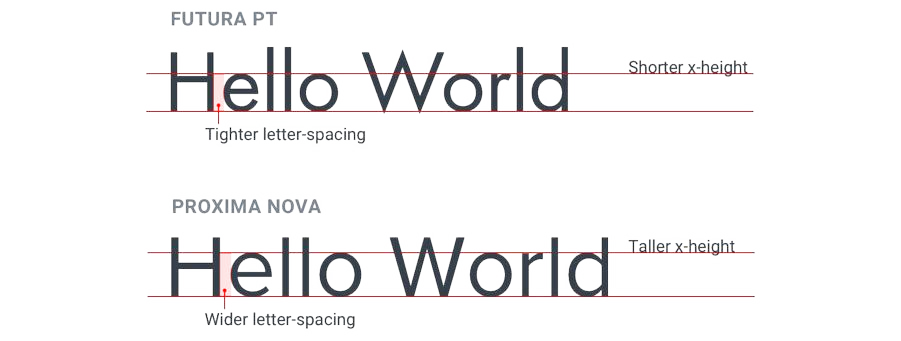 FUTURA PT
Hello World
Shorter x-height
Tighter letter-spacing
PROXIMA NOVA
Hello World
Taller x-height
Wider letter-spacing